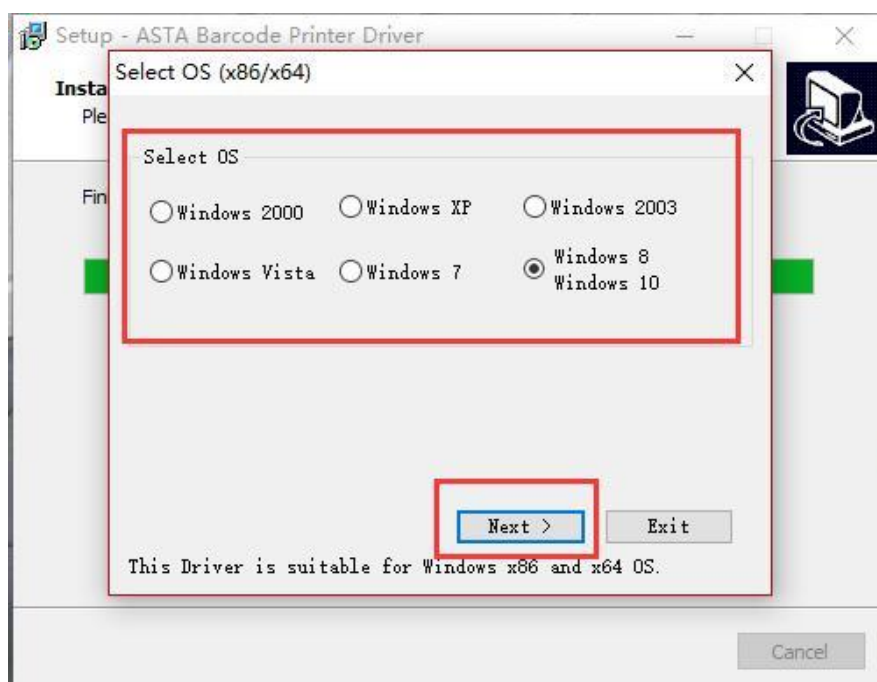 Setup - ASTA Barcode Printer Driver
Select OS (x86/x64)
Insta
Ple
Select OS
Fin
Windows 2000
Windows XP
Windows 2003
Windows Vista
Windows 7
Windows 8
Windows 10
Next >
Exit
This Driver is suitable for Windows x86 and x64 OS.
Cancel